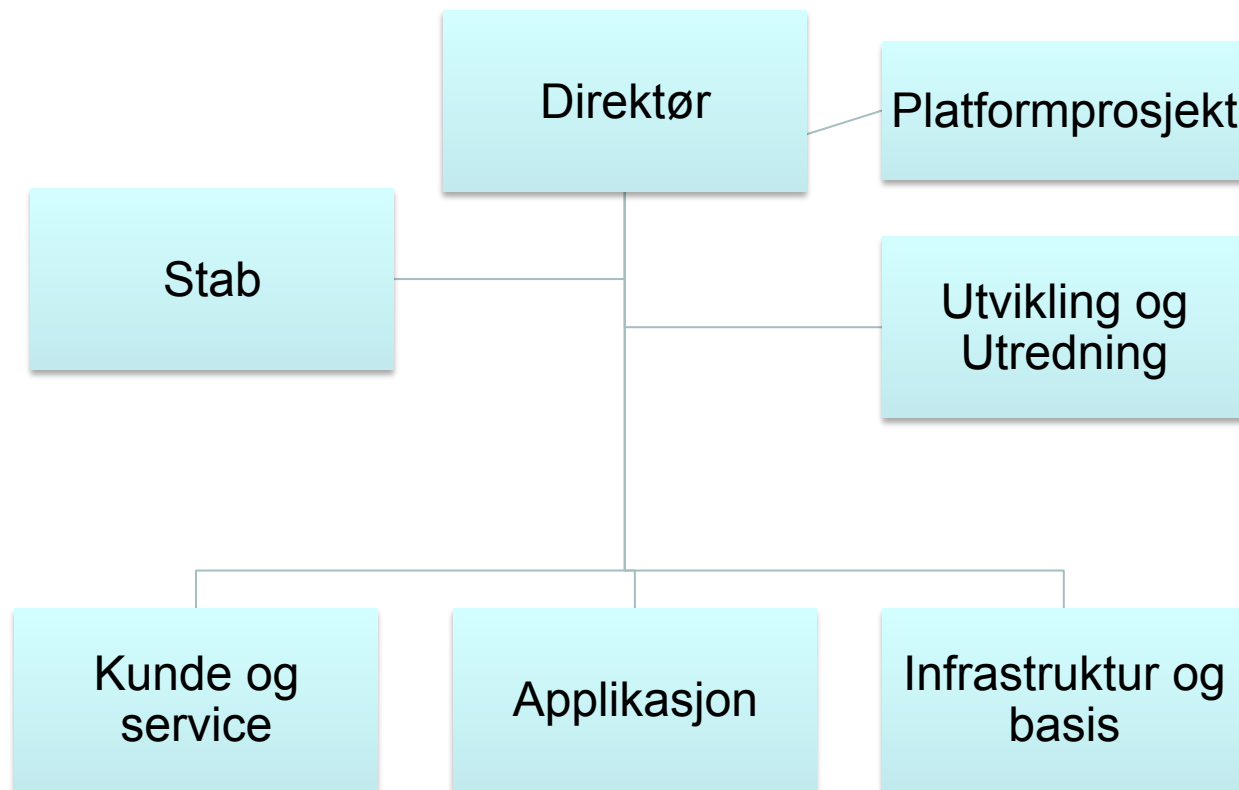 Direktør
Platformprosjekt
Stab
Utvikling og
Utredning
Kunde og
service
Applikasjon
Infrastruktur og
basis